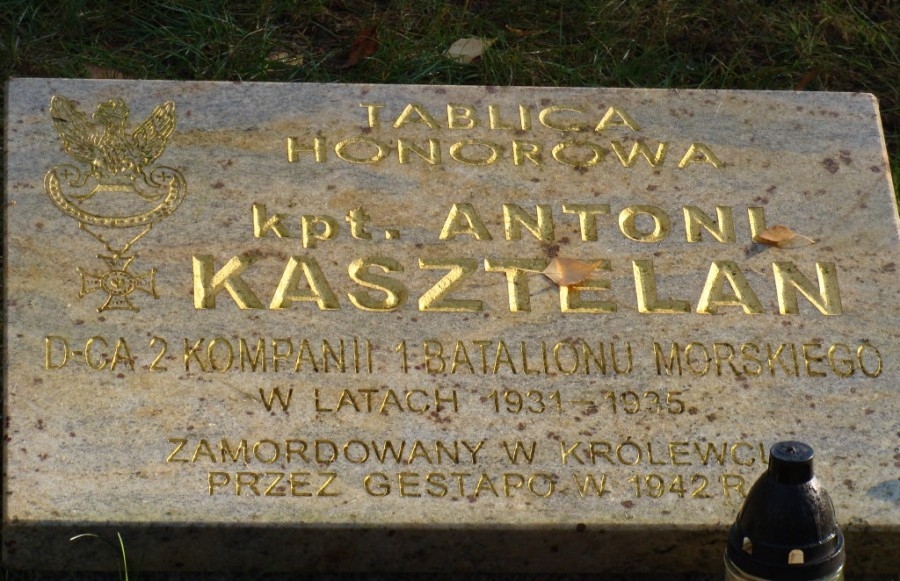 TABLICA
HONOROWA
kpt. ANTONI
KASZTELAN
D-CA 2 KOMPANII 1 BATALIONU MORSKIEGO
W LATACH 1931-1935
ZAMORDOWANY W KRÓLEWCU
PRZEZ GESTAPO W 1942 R